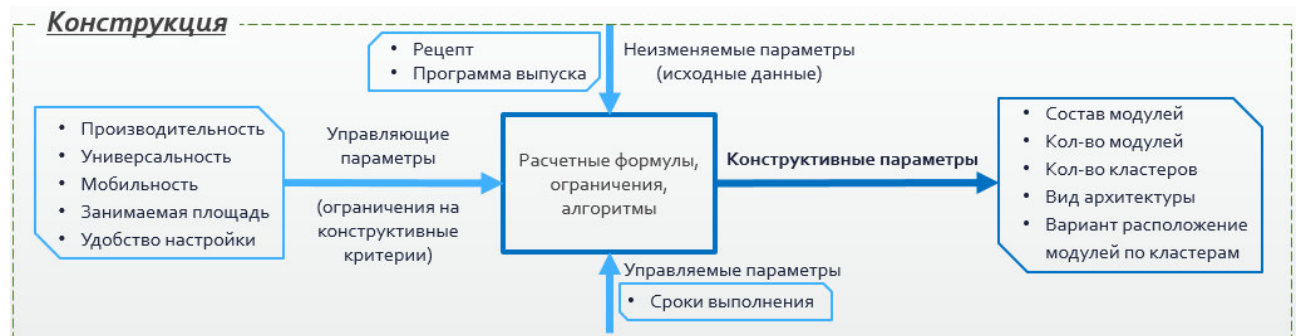 Конструкция
• Рецепт
• Программа выпуска
Неизменяемые параметры
(исходные данные)
• Производительность
• Универсальность
• Мобильность
• Занимаемая площадь
• Удобство настройки
Управляющие
параметры
(ограничения на
конструктивные
критерии)
Расчетные формулы,
ограничения,
алгоритмы
Конструктивные параметры
• Состав модулей
• Кол-во модулей
• Кол-во кластеров
• Вид архитектуры
• Вариант расположение
модулей по кластерам
Управляемые параметры
• Сроки выполнения